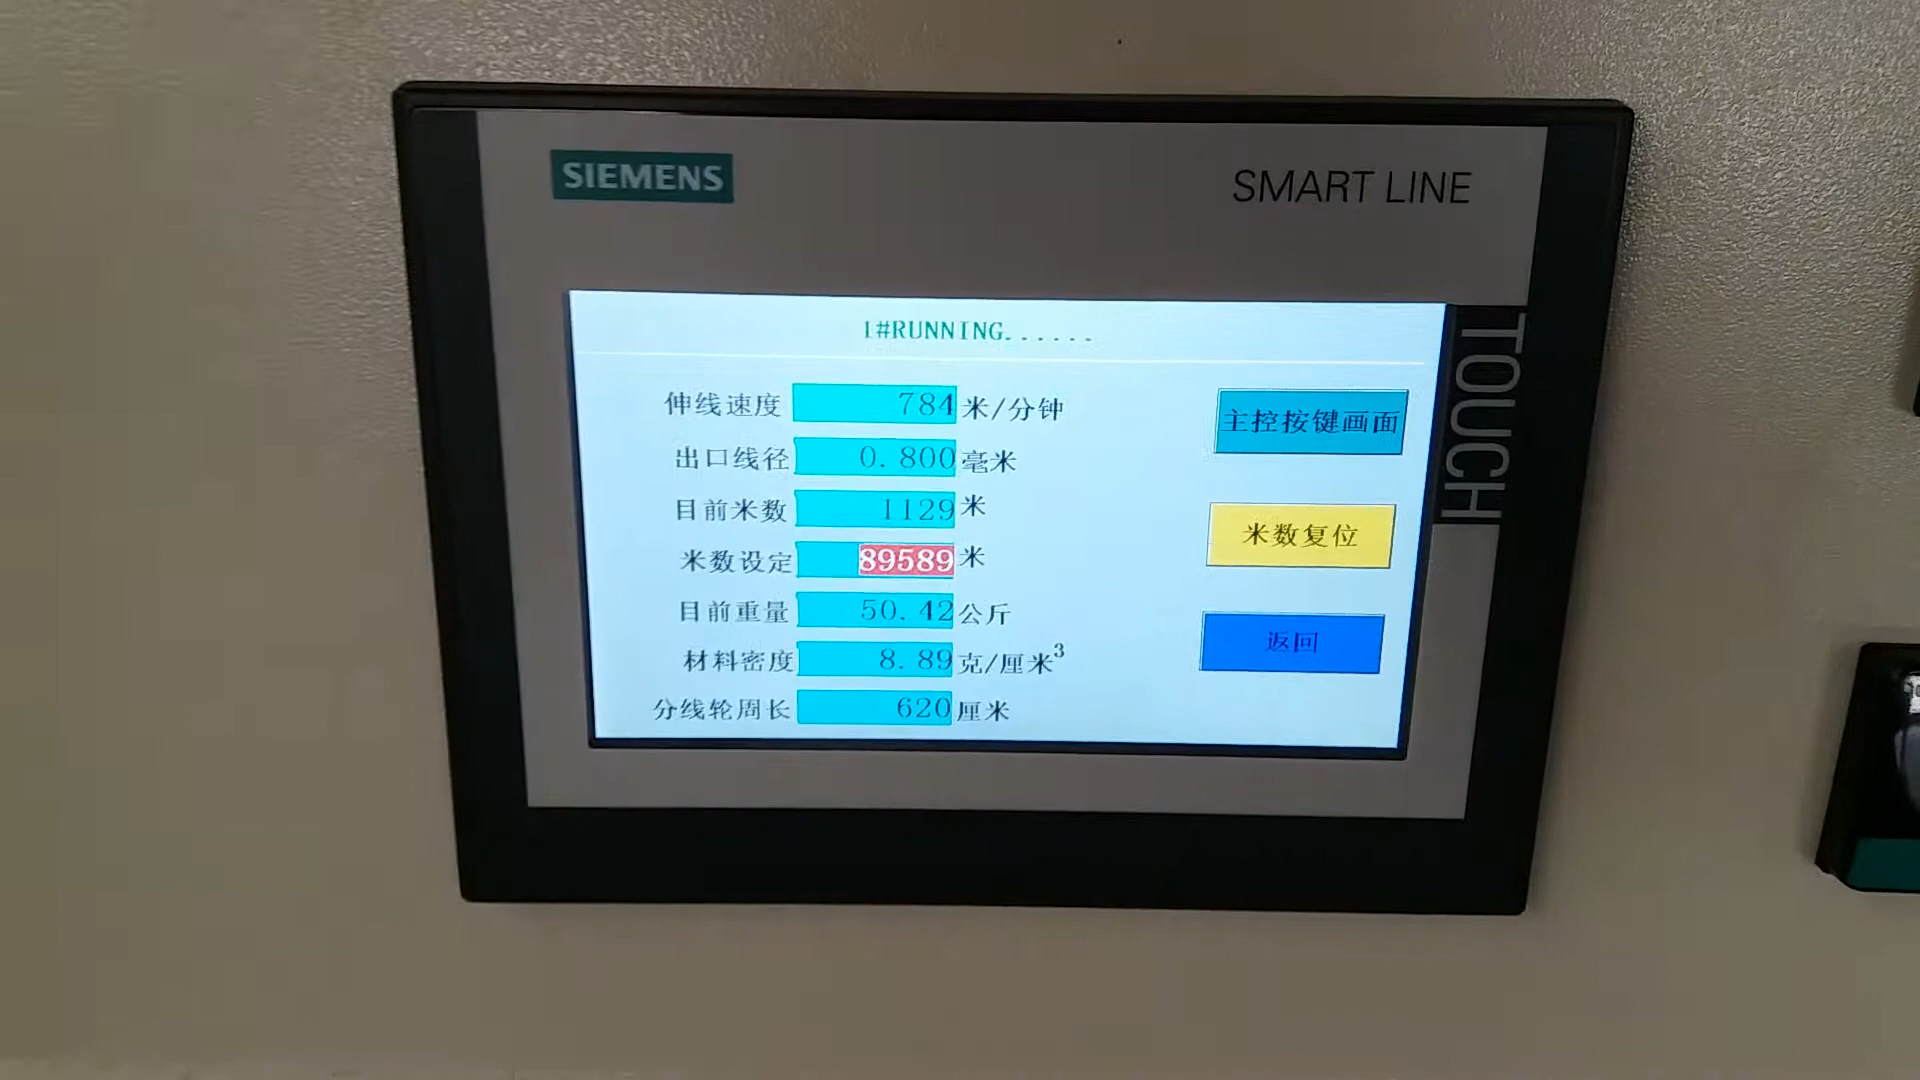 SIEMENS
SMART LINE
TOUCH
1#RUNNING......
伸线速度 784 米/分钟
出口线径 0.800 毫米
目前米数 1129 米
米数设定 89589 米
目前重量 50.42 公斤
材料密度 8.89 克/厘米³
分线轮周长 620 厘米
主控按键画面
米数复位
返回